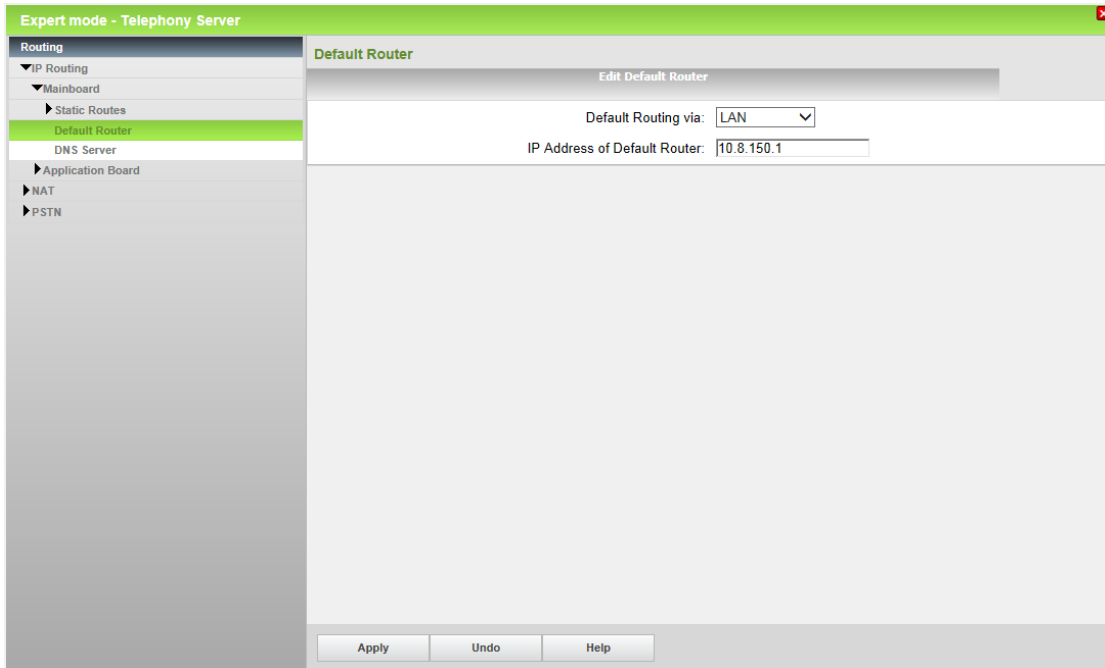 Expert mode - Telephony Server
Routing
IP Routing
Mainboard
Static Routes
Default Router
DNS Server
Application Board
NAT
PSTN
Default Router
Edit Default Router
Default Routing via: LAN
IP Address of Default Router: 10.8.150.1
Apply Undo Help